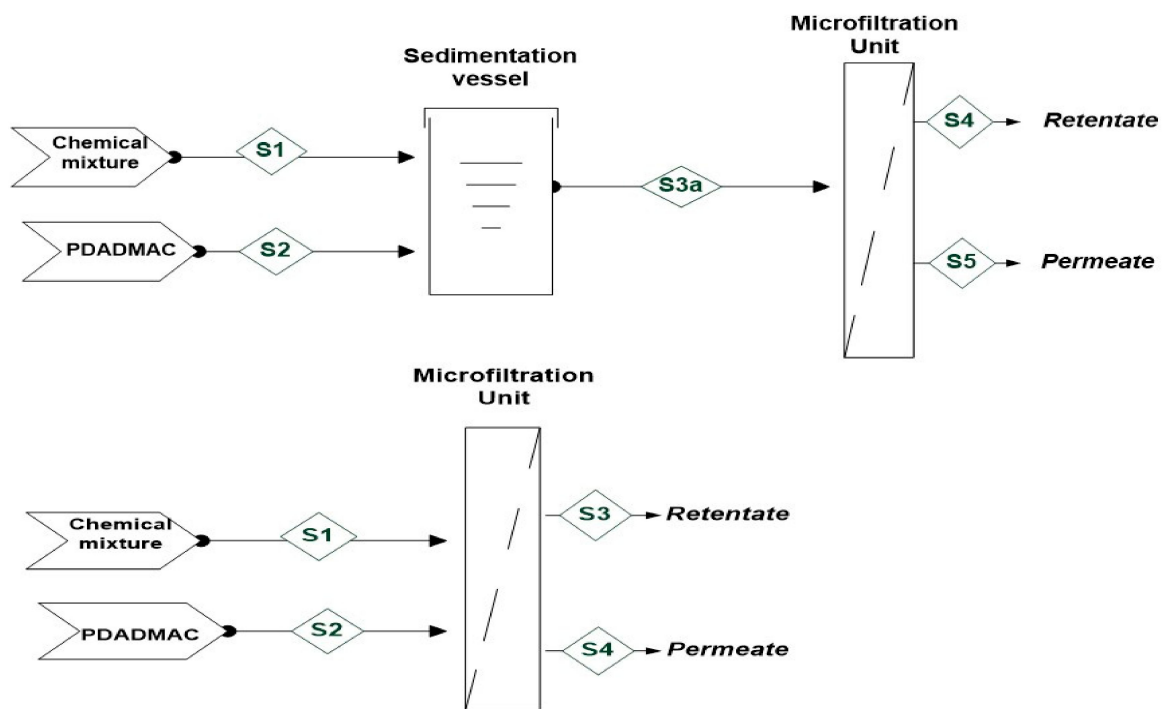 Microfiltration
Unit
Sedimentation
vessel
Chemical
mixture
S1
S4
Retentate
S3a
PDADMAC
S2
S5
Permeate
Microfiltration
Unit
Chemical
mixture
S1
S3
Retentate
PDADMAC
S2
S4
Permeate